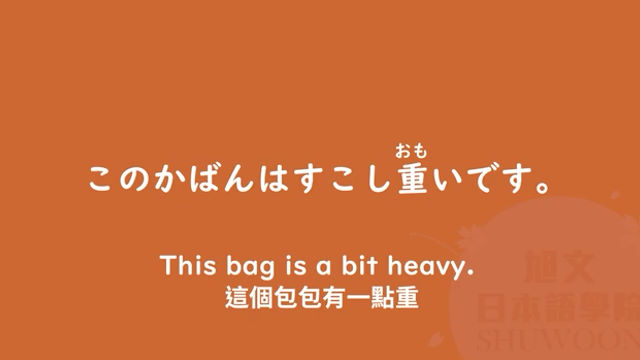 おも
このかばんはすこし重いです。
This bag is a bit heavy.
這個包包有一點重
旭文
日本語學院
SHUWOON